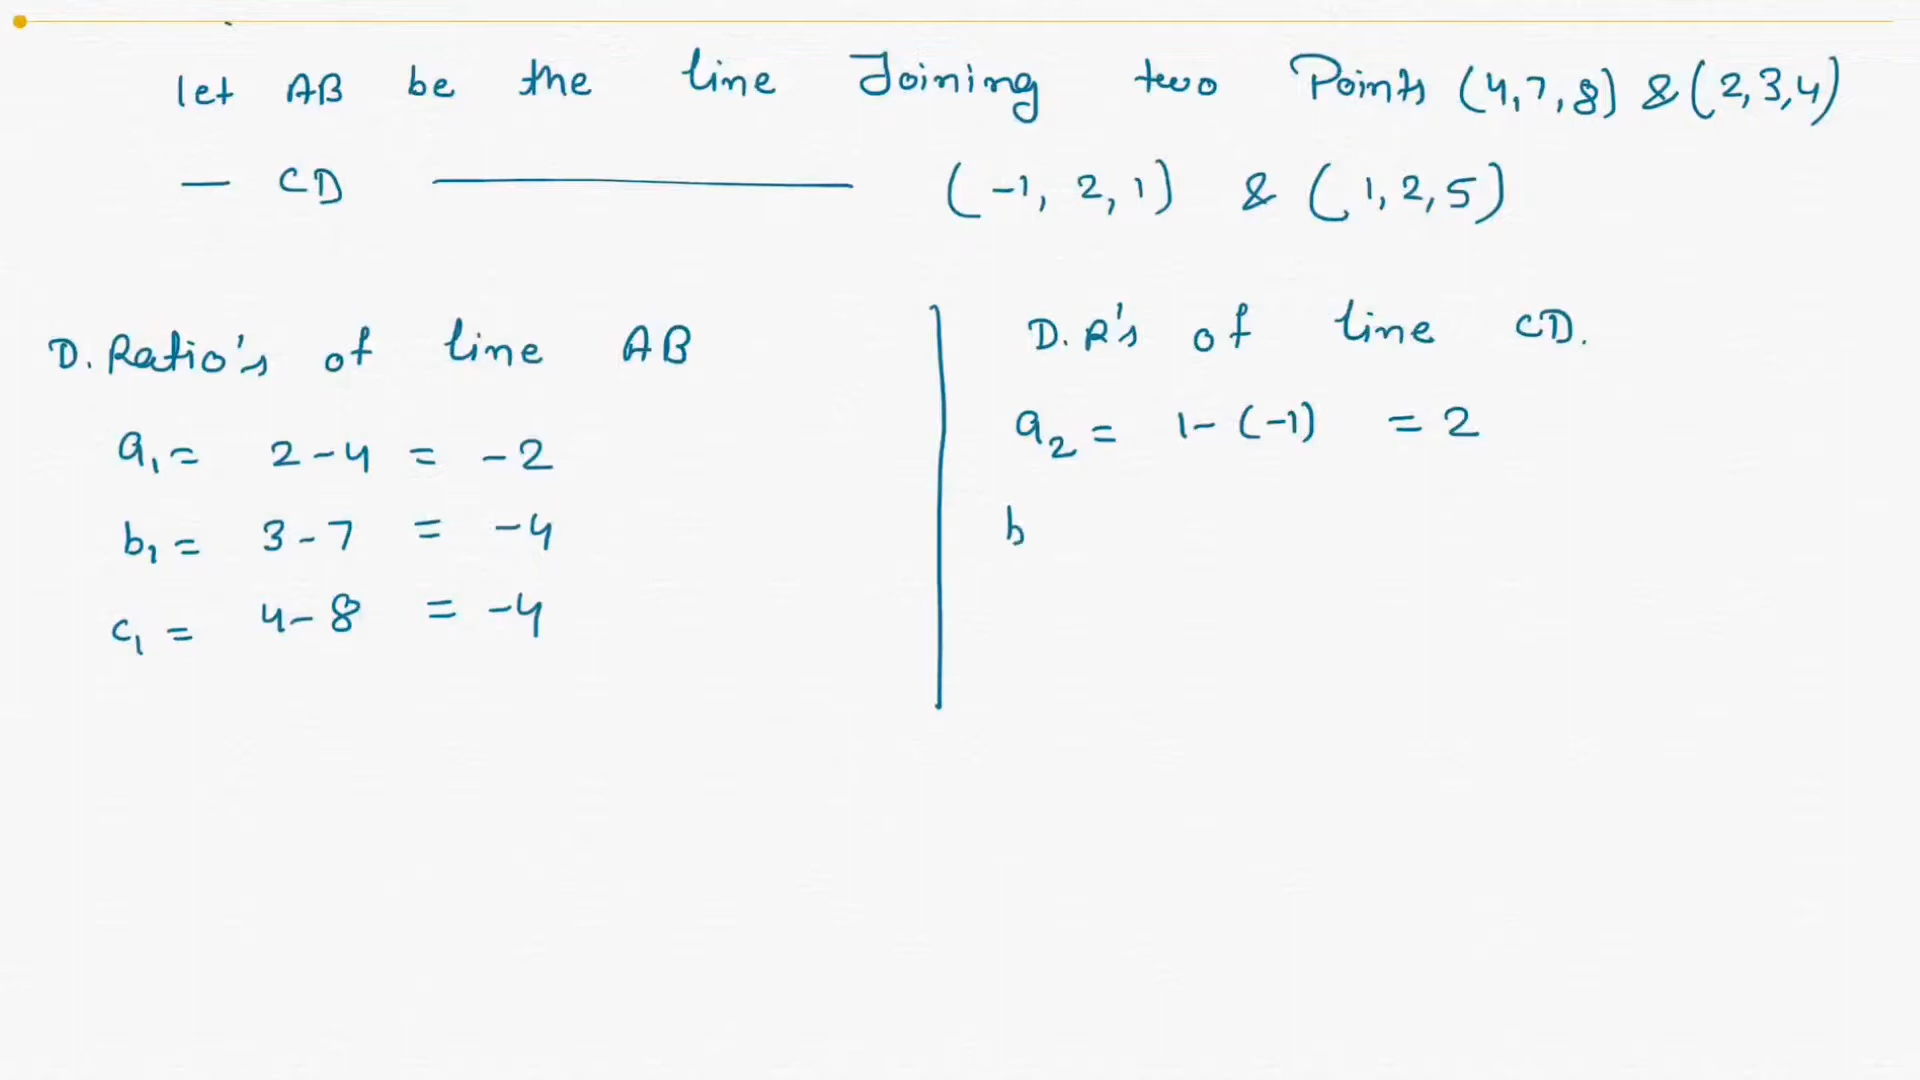 let AB be the line Joining two Points (4,7,8) & (2,3,4)
— CD ——— (-1, 2, 1) & (1,2,5)
D. Ratio's of line AB
a₁ = 2-4 = -2
b₁ = 3-7 = -4
c₁ = 4-8 = -4
D.R's of line CD.
a₂ = 1-(-1) = 2
b